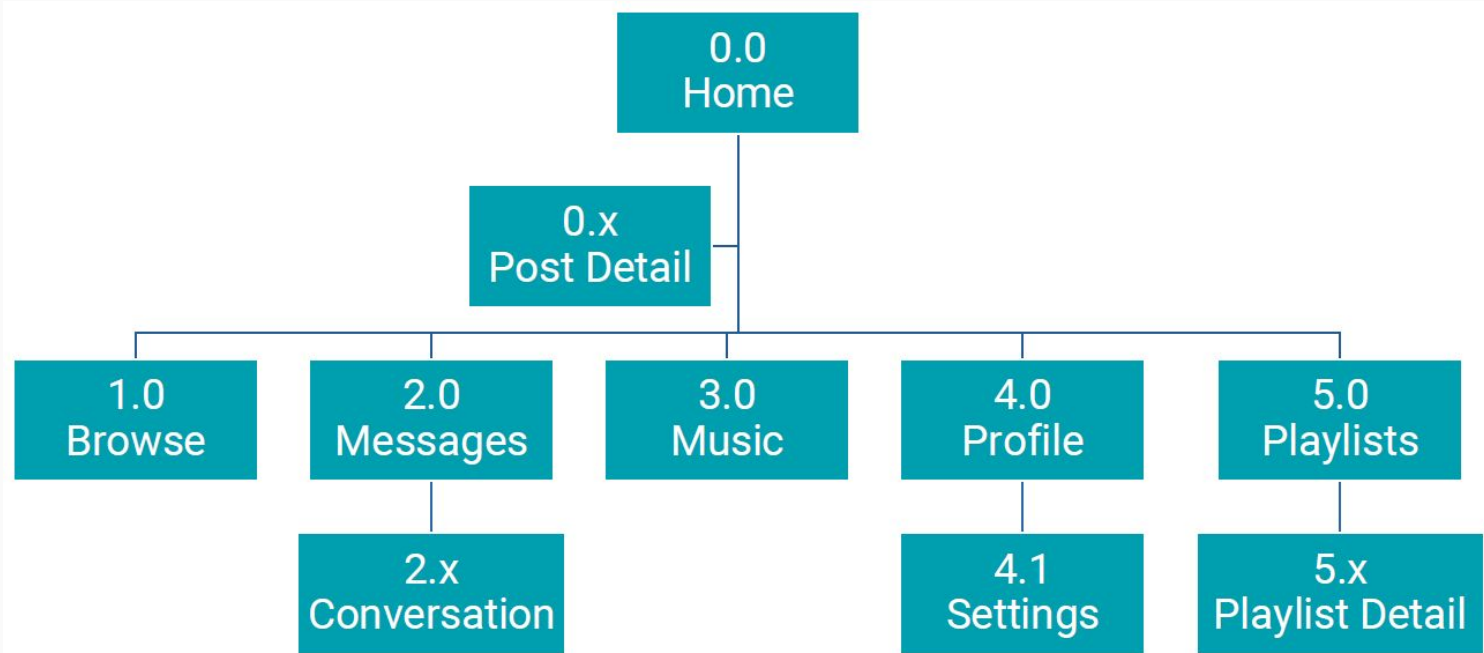 0.0
Home
0.x
Post Detail
1.0
Browse
2.0
Messages
3.0
Music
4.0
Profile
5.0
Playlists
2.x
Conversation
4.1
Settings
5.x
Playlist Detail